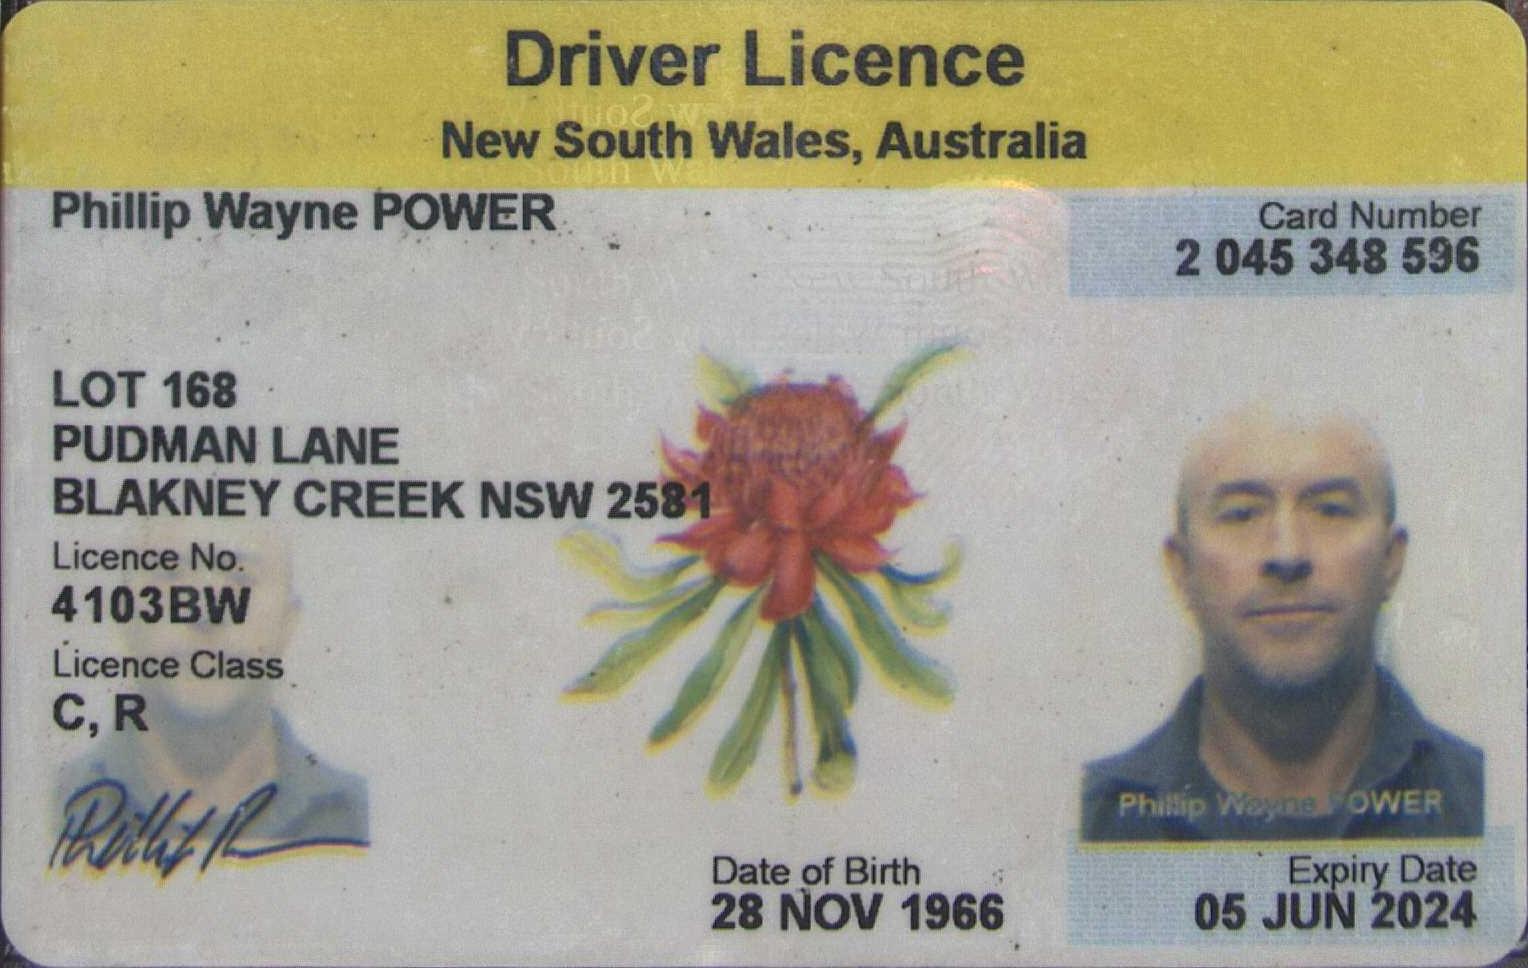 Driver Licence
New South Wales, Australia
Phillip Wayne POWER
Card Number
2 045 348 596
LOT 168
PUDMAN LANE
BLAKNEY CREEK NSW 2581
Licence No.
4103BW
Licence Class
C, R
Phillip Wayne POWER
Date of Birth
28 NOV 1966
Expiry Date
05 JUN 2024